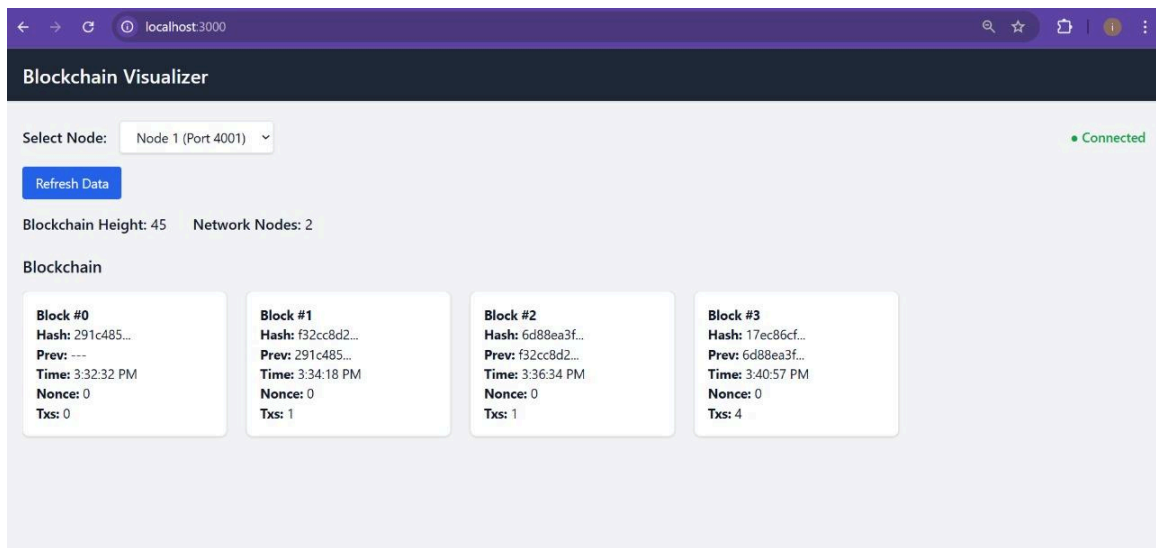 localhost:3000
i
Blockchain Visualizer
Select Node: Node 1 (Port 4001) • Connected
Refresh Data
Blockchain Height: 45 Network Nodes: 2
Blockchain
Block #0
Hash: 291c485...
Prev: ---
Time: 3:32:32 PM
Nonce: 0
Txs: 0
Block #1
Hash: f32cc8d2...
Prev: 291c485...
Time: 3:34:18 PM
Nonce: 0
Txs: 1
Block #2
Hash: 6d88ea3f...
Prev: f32cc8d2...
Time: 3:36:34 PM
Nonce: 0
Txs: 1
Block #3
Hash: 17ec86cf...
Prev: 6d88ea3f...
Time: 3:40:57 PM
Nonce: 0
Txs: 4